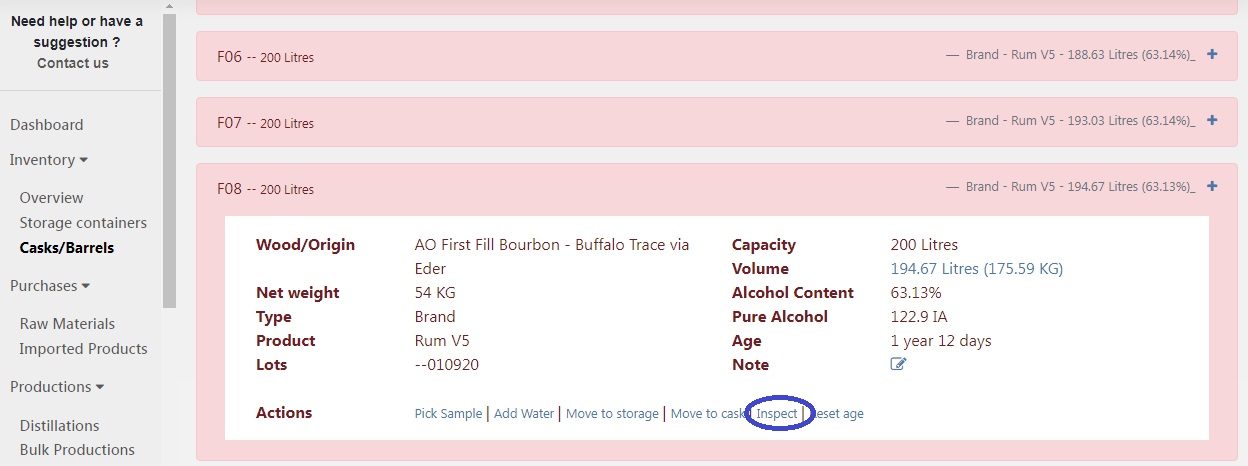 Need help or have a
suggestion ?
Contact us
Dashboard
Inventory
Overview
Storage containers
Casks/Barrels
Purchases
Raw Materials
Imported Products
Productions
Distillations
Bulk Productions
F06 -- 200 Litres — Brand - Rum V5 - 188.63 Litres (63.14%)_ +
F07 -- 200 Litres — Brand - Rum V5 - 193.03 Litres (63.14%)_ +
F08 -- 200 Litres — Brand - Rum V5 - 194.67 Litres (63.13%)_ +
Wood/Origin AO First Fill Bourbon - Buffalo Trace via
Eder
Net weight 54 KG
Type Brand
Product Rum V5
Lots --010920
Capacity 200 Litres
Volume 194.67 Litres (175.59 KG)
Alcohol Content 63.13%
Pure Alcohol 122.9 lA
Age 1 year 12 days
Note
Actions Pick Sample | Add Water | Move to storage | Move to cask | Inspect | Reset age